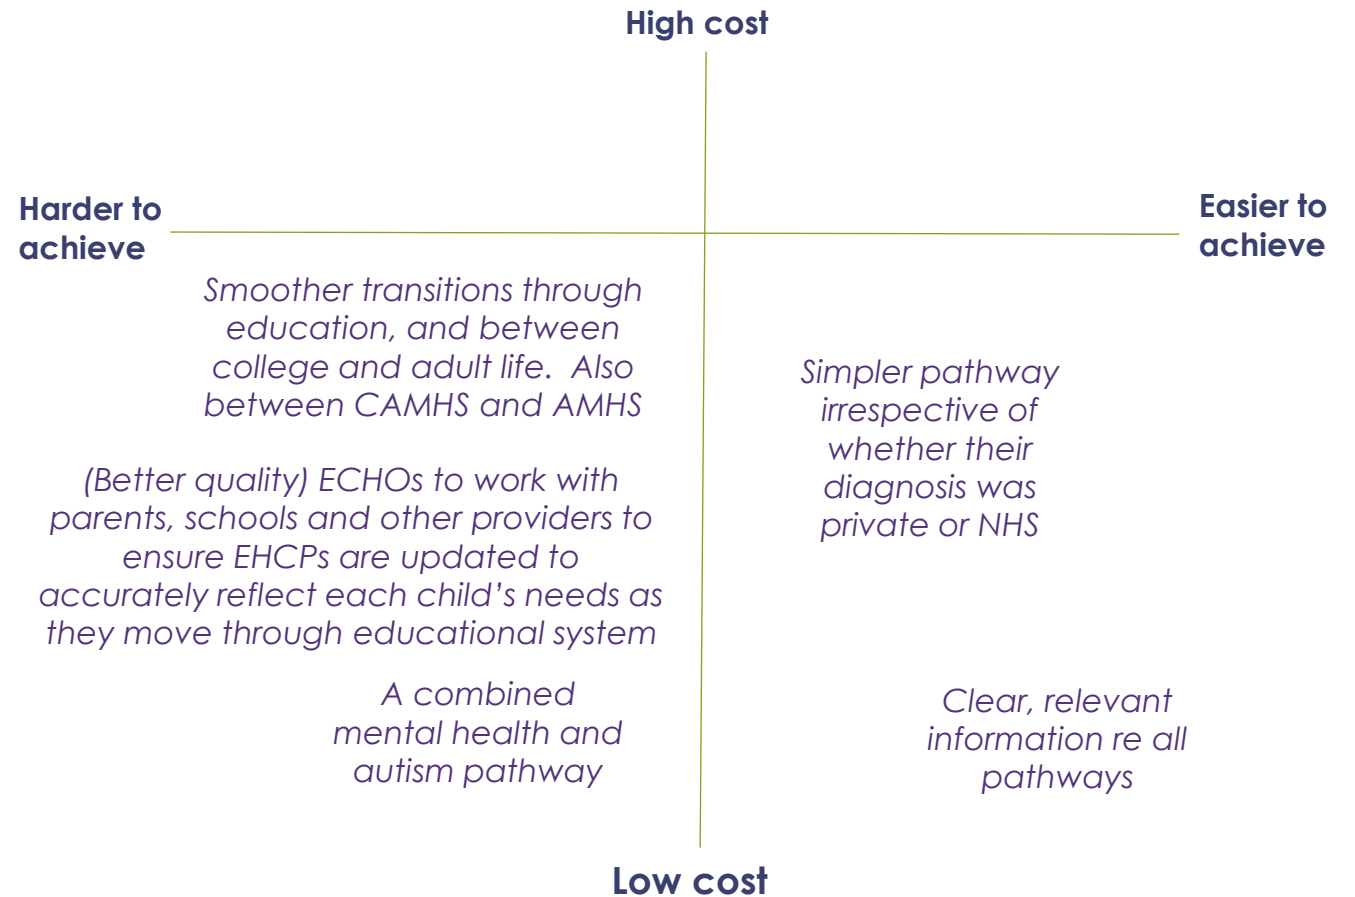 High cost
Harder to
achieve
Easier to
achieve
Smoother transitions through
education, and between
college and adult life.  Also
between CAMHS and AMHS
Simpler pathway
irrespective of
whether their
diagnosis was
private or NHS
(Better quality) ECHOs to work with
parents, schools and other providers to
ensure EHCPs are updated to
accurately reflect each child’s needs as
they move through educational system
A combined
mental health and
autism pathway
Clear, relevant
information re all
pathways
Low cost